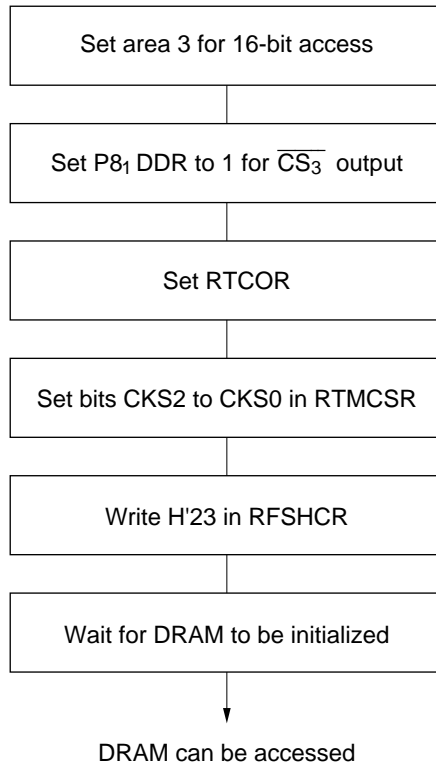 Set area 3 for 16-bit access
Set P8₁ DDR to 1 for C̅S̅₃̅ output
Set RTCOR
Set bits CKS2 to CKS0 in RTMCSR
Write H'23 in RFSHCR
Wait for DRAM to be initialized
DRAM can be accessed